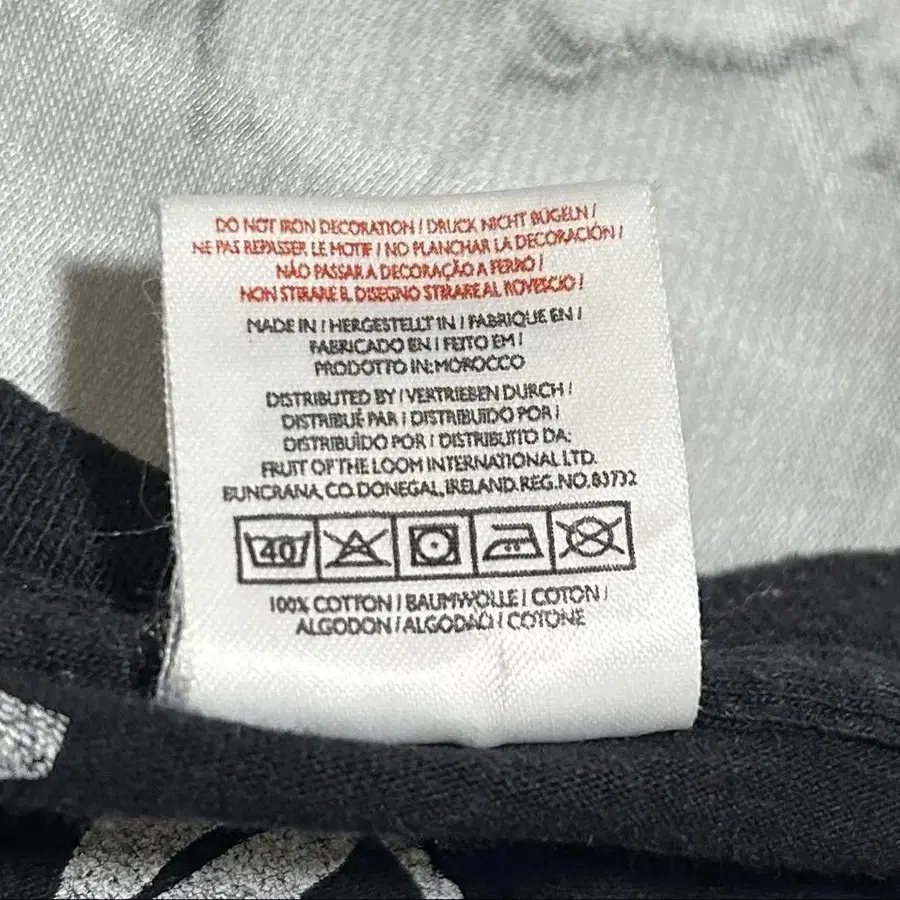 DO NOT IRON DECORATION / DRUCK NICHT BÜGELN /
NE PAS REPASSER LE MOTIF / NO PLANCHAR LA DECORACIÓN /
NÃO PASSAR A DECORAÇÃO A FERRO /
NON STIRARE IL DISEGNO STIRARE AL ROVESCIO /
MADE IN / HERGESTELLT IN / FABRIQUE EN /
FABRICADO EN / FEITO EM /
PRODOTTO IN: MOROCCO
DISTRIBUTED BY / VERTRIEBEN DURCH /
DISTRIBUÉ PAR / DISTRIBUIDO POR /
DISTRIBUÍDO POR / DISTRIBUITO DA:
FRUIT OF THE LOOM INTERNATIONAL LTD.
BUNCRANA, CO. DONEGAL, IRELAND. REG. NO. 83732
40
100% COTTON / BAUMWOLLE / COTON /
ALGODON / ALGODAO / COTONE